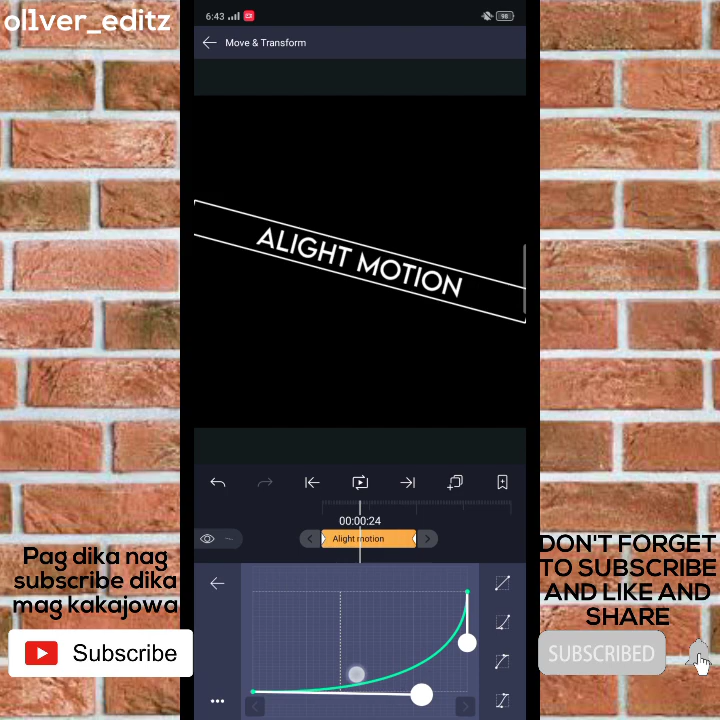 ol1ver_editz
6:43
98
Move & Transform
ALIGHT MOTION
00:00:24
Alight motion
Pag dika nag
subscribe dika
mag kakajowa
Subscribe
DON'T FORGET
TO SUBSCRIBE
AND LIKE AND
SHARE
SUBSCRIBED